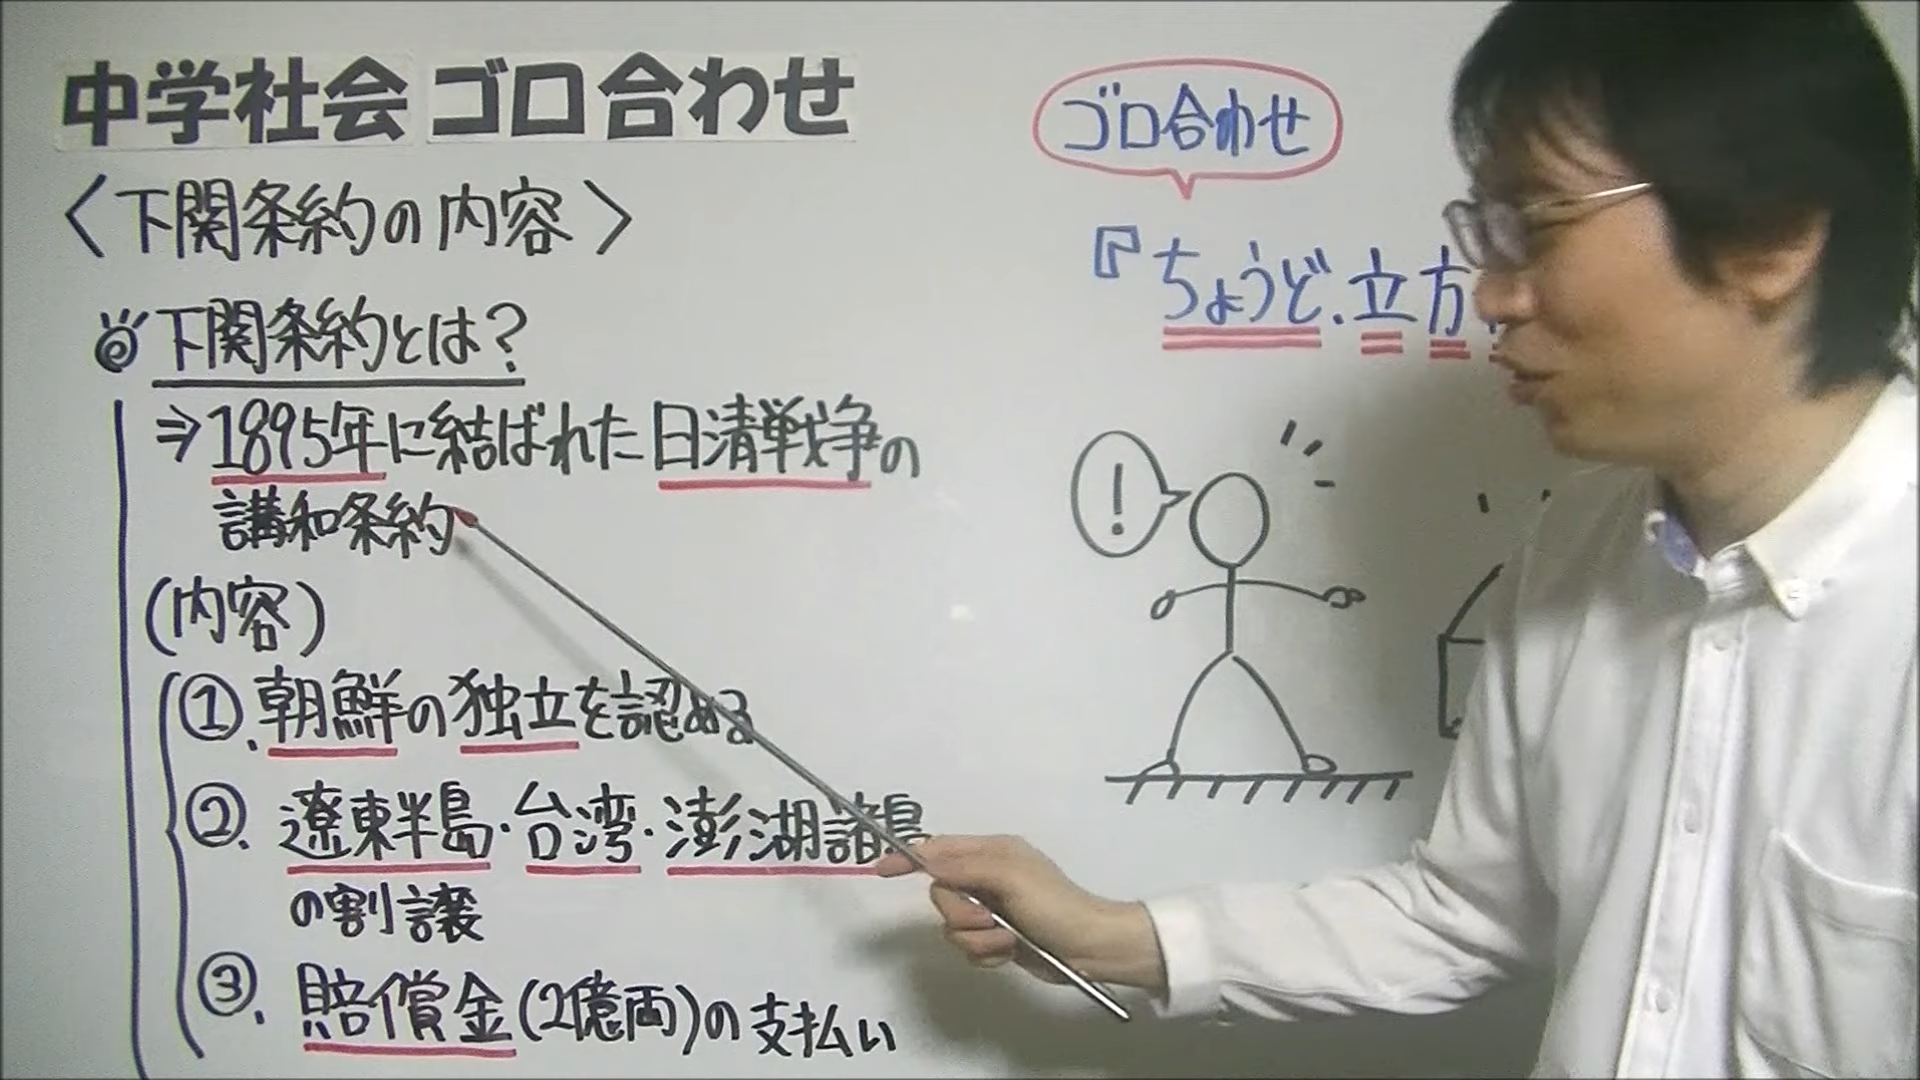 中学社会 ゴロ合わせ
〈下関条約の内容〉
下関条約とは?
⇒1895年に結ばれた日清戦争の
講和条約
(内容)
①.朝鮮の独立を認める
②.遼東半島・台湾・澎湖諸島
の割譲
③.賠償金(2億両)の支払い
ゴロ合わせ
『ちょうど.立方
!